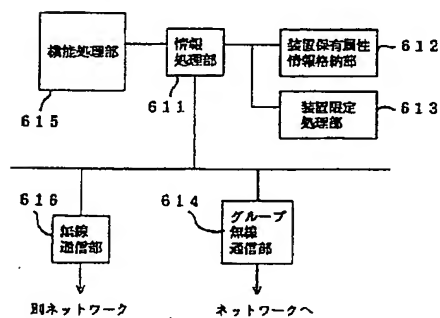 機能処理部
615
情報
処理部
611
装置保有属性
情報格納部
612
装置限定
処理部
613
616
無線
通信部
614
グループ
無線
通信部
別ネットワーク
ネットワークへ